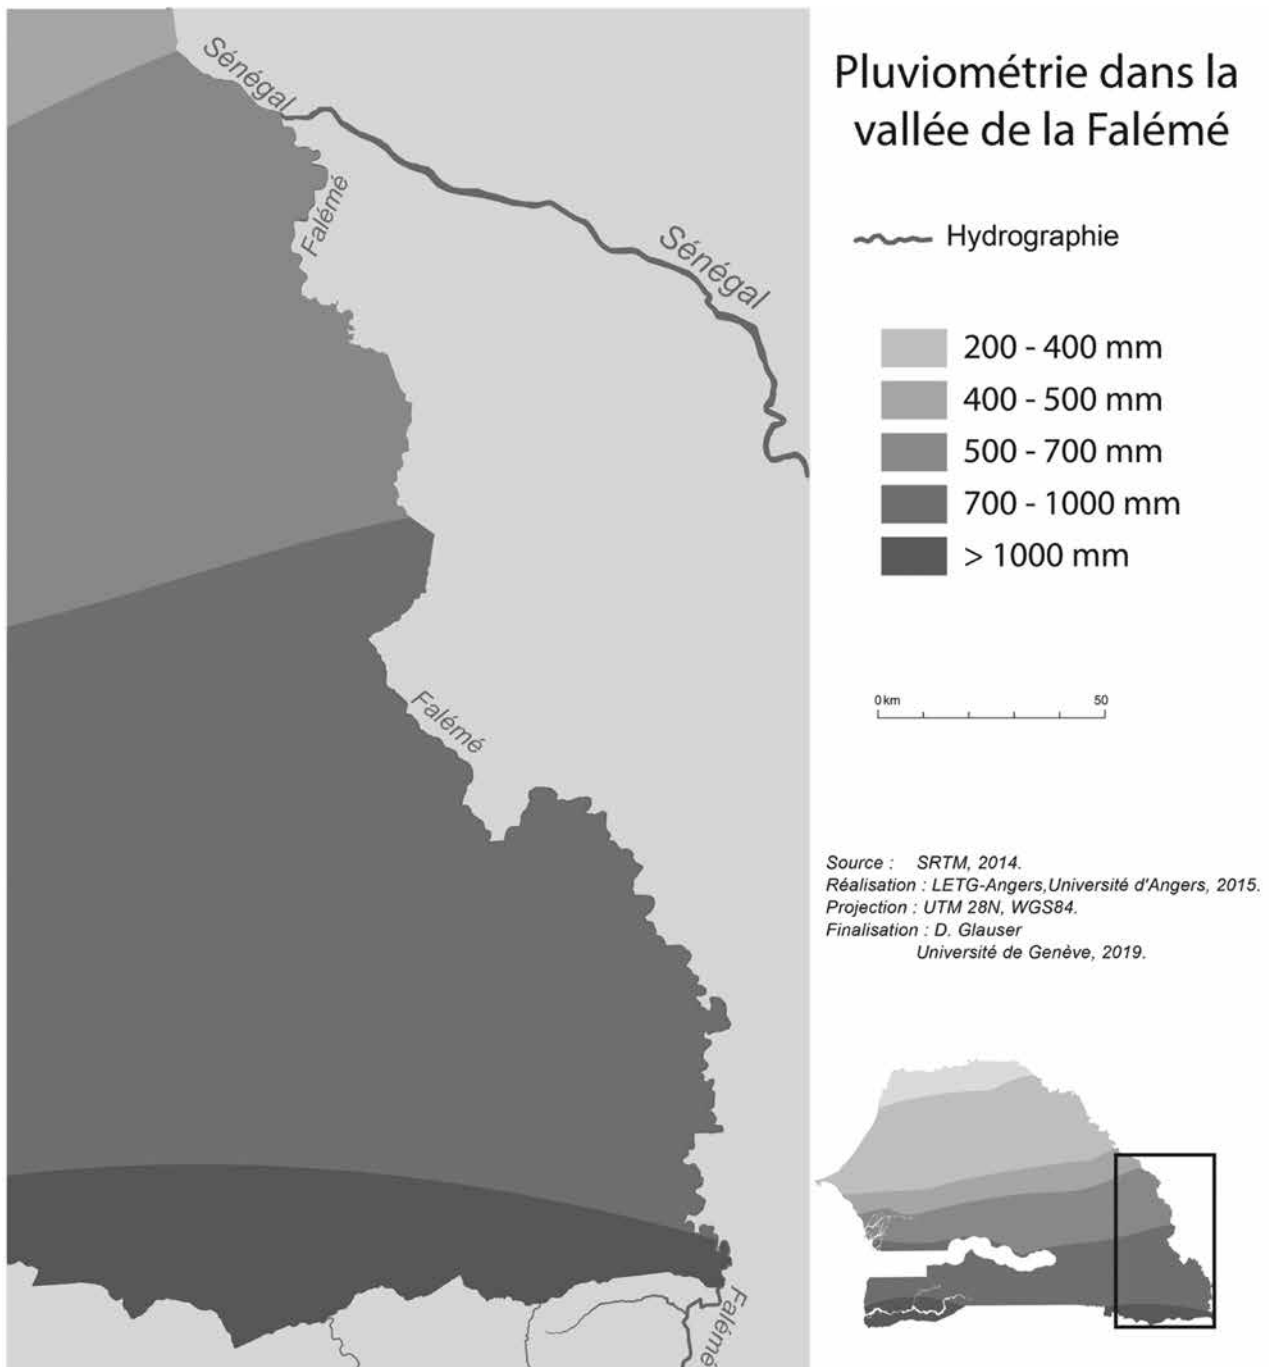 Pluviométrie dans la
vallée de la Falémé
Hydrographie
200 - 400 mm
400 - 500 mm
500 - 700 mm
700 - 1000 mm
> 1000 mm
0 km 50
Source : SRTM, 2014.
Réalisation : LETG-Angers,Université d'Angers, 2015.
Projection : UTM 28N, WGS84.
Finalisation : D. Glauser
Université de Genève, 2019.
Sénégal
Falémé
Sénégal
Falémé
Falémé